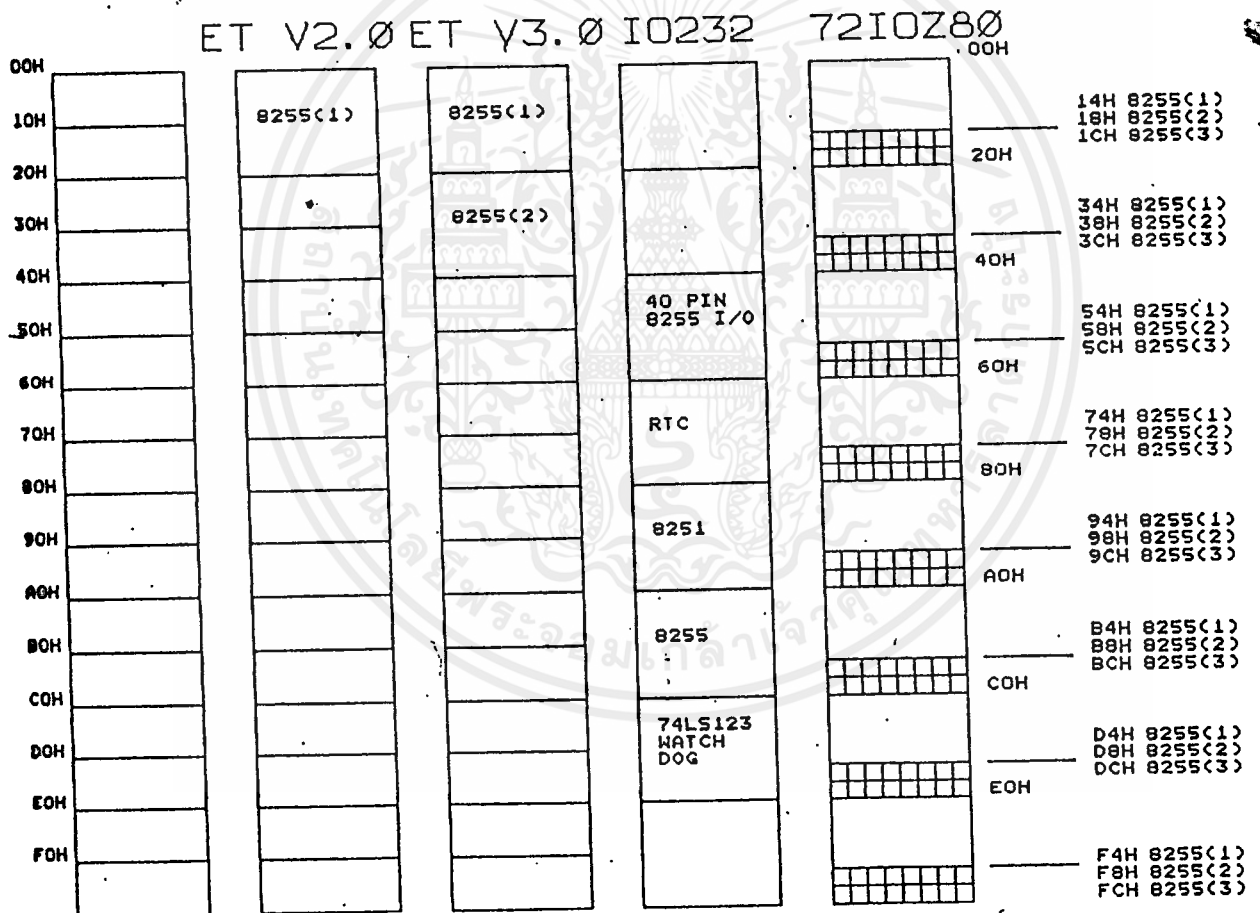 ET V2.0 ET V3.0 IO232 72IOZ80
00H
00H
10H
20H
30H
40H
50H
60H
70H
80H
90H
A0H
B0H
C0H
D0H
E0H
F0H
8255(1)
8255(1)
8255(2)
40 PIN
8255 I/O
RTC
8251
8255
74LS123
WATCH
DOG
20H
40H
60H
80H
A0H
C0H
E0H
14H 8255(1)
18H 8255(2)
1CH 8255(3)
34H 8255(1)
38H 8255(2)
3CH 8255(3)
54H 8255(1)
58H 8255(2)
5CH 8255(3)
74H 8255(1)
78H 8255(2)
7CH 8255(3)
94H 8255(1)
98H 8255(2)
9CH 8255(3)
B4H 8255(1)
B8H 8255(2)
BCH 8255(3)
D4H 8255(1)
D8H 8255(2)
DCH 8255(3)
F4H 8255(1)
F8H 8255(2)
FCH 8255(3)